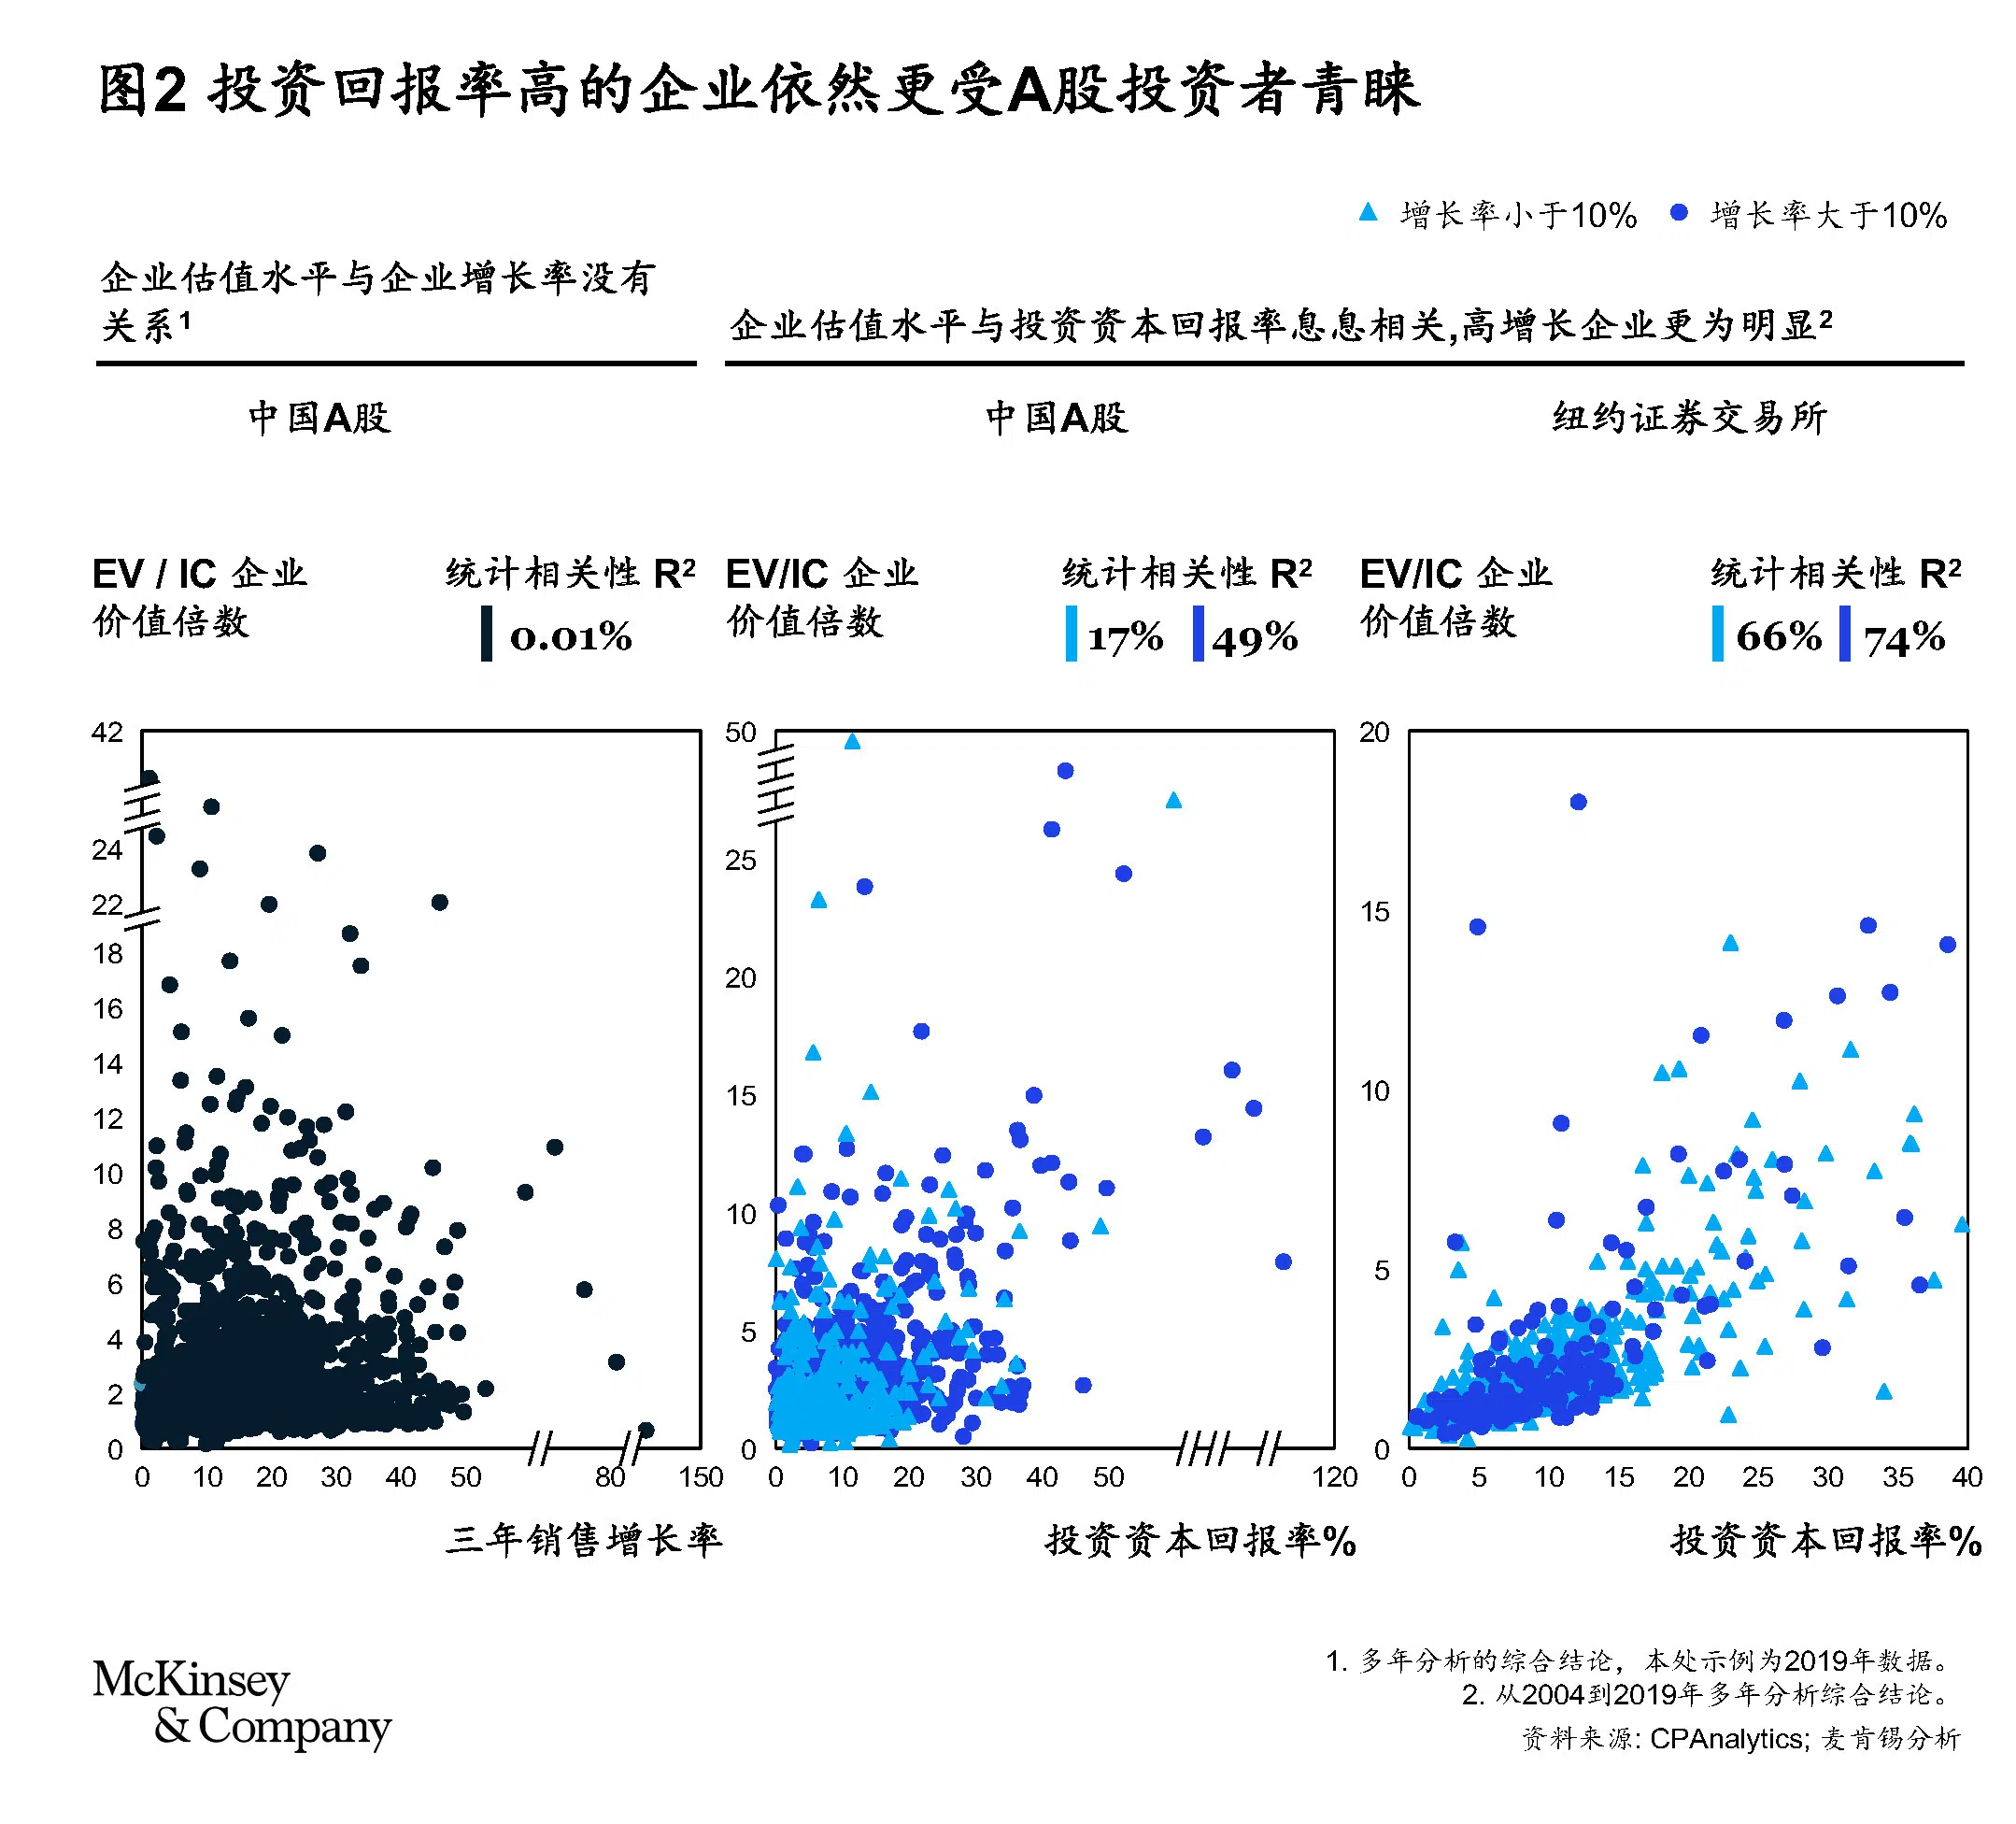 图2 投资回报率高的企业依然更受A股投资者青睐
▲ 增长率小于10% ● 增长率大于10%
企业估值水平与企业增长率没有
关系1
企业估值水平与投资资本回报率息息相关,高增长企业更为明显2
中国A股
中国A股
纽约证券交易所
EV / IC 企业
价值倍数
统计相关性 R²
0.01%
EV/IC 企业
价值倍数
统计相关性 R²
17% 49%
EV/IC 企业
价值倍数
统计相关性 R²
66% 74%
42
24
22
18
16
14
12
10
8
6
4
2
0
0 10 20 30 40 50 80 150
三年销售增长率
50
25
20
15
10
5
0
0 10 20 30 40 50 120
投资资本回报率%
20
15
10
5
0
0 5 10 15 20 25 30 35 40
投资资本回报率%
McKinsey
& Company
1. 多年分析的综合结论，本处示例为2019年数据。
2. 从2004到2019年多年分析综合结论。
资料来源: CPAnalytics; 麦肯锡分析